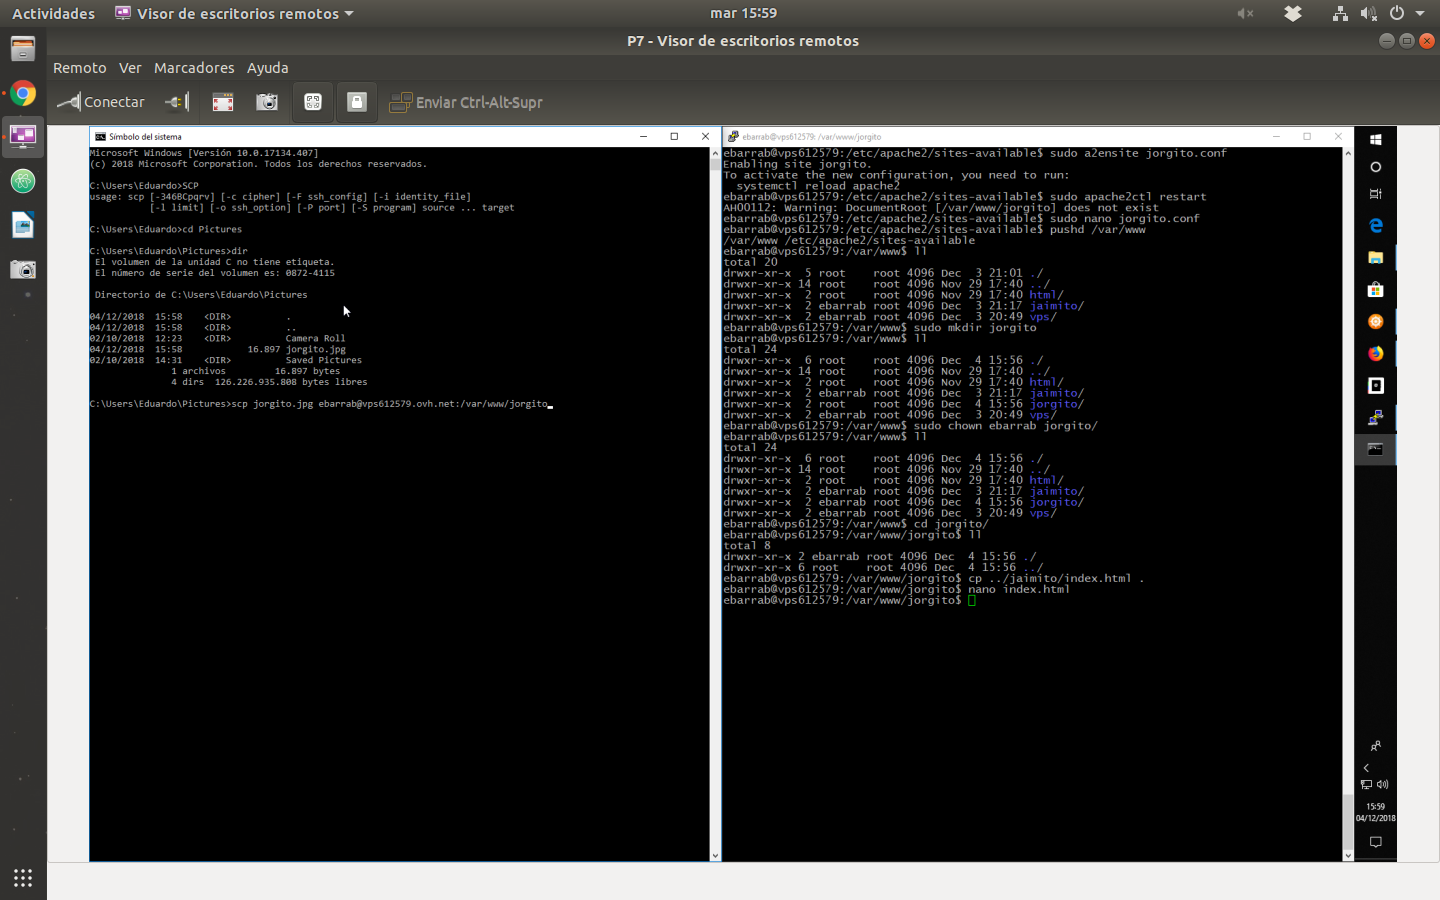 Actividades
Visor de escritorios remotos
mar 15:59
P7 - Visor de escritorios remotos
Remoto Ver Marcadores Ayuda
Conectar
Enviar Ctrl-Alt-Supr
Símbolo del sistema
Microsoft Windows [Versión 10.0.17134.407]
(c) 2018 Microsoft Corporation. Todos los derechos reservados.
C:\Users\Eduardo>SCP
usage: scp [-346BCpqrv] [-c cipher] [-F ssh_config] [-i identity_file]
[-l limit] [-o ssh_option] [-P port] [-S program] source ... target
C:\Users\Eduardo>cd Pictures
C:\Users\Eduardo\Pictures>dir
El volumen de la unidad C no tiene etiqueta.
El número de serie del volumen es: 0872-4115
Directorio de C:\Users\Eduardo\Pictures
04/12/2018  15:58    <DIR>          .
04/12/2018  15:58    <DIR>          ..
02/10/2018  12:23    <DIR>          Camera Roll
04/12/2018  15:58            16.897 jorgito.jpg
02/10/2018  14:31    <DIR>          Saved Pictures
1 archivos         16.897 bytes
4 dirs  126.226.935.808 bytes libres
C:\Users\Eduardo\Pictures>scp jorgito.jpg ebarrab@vps612579.ovh.net:/var/www/jorgito
ebarrab@vps612579: /var/www/jorgito
ebarrab@vps612579:/etc/apache2/sites-available$ sudo a2ensite jorgito.conf
Enabling site jorgito.
To activate the new configuration, you need to run:
systemctl reload apache2
ebarrab@vps612579:/etc/apache2/sites-available$ sudo apache2ctl restart
AH00112: Warning: DocumentRoot [/var/www/jorgito] does not exist
ebarrab@vps612579:/etc/apache2/sites-available$ sudo nano jorgito.conf
ebarrab@vps612579:/etc/apache2/sites-available$ pushd /var/www
/var/www /etc/apache2/sites-available
ebarrab@vps612579:/var/www$ ll
total 20
drwxr-xr-x  5 root    root 4096 Dec  3 21:01 ./
drwxr-xr-x 14 root    root 4096 Nov 29 17:40 ../
drwxr-xr-x  2 root    root 4096 Nov 29 17:40 html/
drwxr-xr-x  2 ebarrab root 4096 Dec  3 21:17 jaimito/
drwxr-xr-x  2 ebarrab root 4096 Dec  3 20:49 vps/
ebarrab@vps612579:/var/www$ sudo mkdir jorgito
ebarrab@vps612579:/var/www$ ll
total 24
drwxr-xr-x  6 root    root 4096 Dec  4 15:56 ./
drwxr-xr-x 14 root    root 4096 Nov 29 17:40 ../
drwxr-xr-x  2 root    root 4096 Nov 29 17:40 html/
drwxr-xr-x  2 ebarrab root 4096 Dec  3 21:17 jaimito/
drwxr-xr-x  2 root    root 4096 Dec  4 15:56 jorgito/
drwxr-xr-x  2 ebarrab root 4096 Dec  3 20:49 vps/
ebarrab@vps612579:/var/www$ sudo chown ebarrab jorgito/
ebarrab@vps612579:/var/www$ ll
total 24
drwxr-xr-x  6 root    root 4096 Dec  4 15:56 ./
drwxr-xr-x 14 root    root 4096 Nov 29 17:40 ../
drwxr-xr-x  2 root    root 4096 Nov 29 17:40 html/
drwxr-xr-x  2 ebarrab root 4096 Dec  3 21:17 jaimito/
drwxr-xr-x  2 ebarrab root 4096 Dec  4 15:56 jorgito/
drwxr-xr-x  2 ebarrab root 4096 Dec  3 20:49 vps/
ebarrab@vps612579:/var/www$ cd jorgito/
ebarrab@vps612579:/var/www/jorgito$ ll
total 8
drwxr-xr-x 2 ebarrab root 4096 Dec  4 15:56 ./
drwxr-xr-x 6 root    root 4096 Dec  4 15:56 ../
ebarrab@vps612579:/var/www/jorgito$ cp ../jaimito/index.html .
ebarrab@vps612579:/var/www/jorgito$ nano index.html
ebarrab@vps612579:/var/www/jorgito$
15:59
04/12/2018